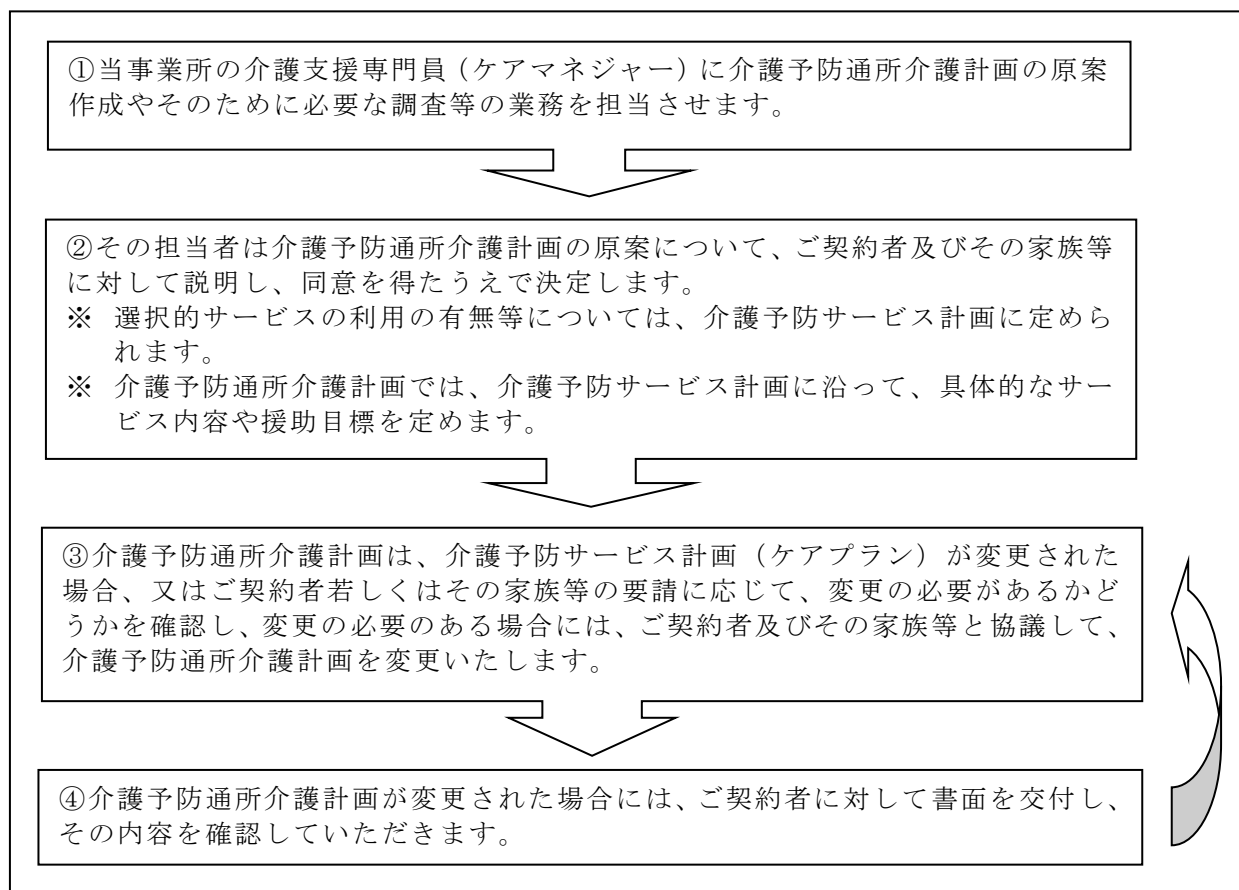 ①当事業所の介護支援専門員（ケアマネジャー）に介護予防通所介護計画の原案
作成やそのために必要な調査等の業務を担当させます。
②その担当者は介護予防通所介護計画の原案について、ご契約者及びその家族等
に対して説明し、同意を得たうえで決定します。
※ 選択的サービスの利用の有無等については、介護予防サービス計画に定めら
れます。
※ 介護予防通所介護計画では、介護予防サービス計画に沿って、具体的なサー
ビス内容や援助目標を定めます。
③介護予防通所介護計画は、介護予防サービス計画（ケアプラン）が変更された
場合、又はご契約者若しくはその家族等の要請に応じて、変更の必要があるかど
うかを確認し、変更の必要のある場合には、ご契約者及びその家族等と協議して、
介護予防通所介護計画を変更いたします。
④介護予防通所介護計画が変更された場合には、ご契約者に対して書面を交付し、
その内容を確認していただきます。